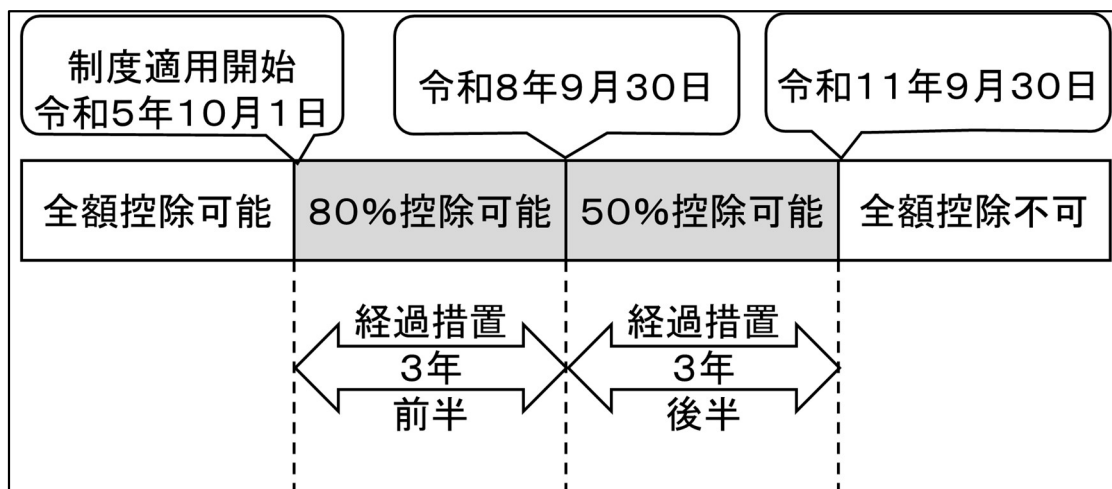 制度適用開始
令和5年10月1日
令和8年9月30日
令和11年9月30日
全額控除可能
80%控除可能
50%控除可能
全額控除不可
経過措置
3年
前半
経過措置
3年
後半